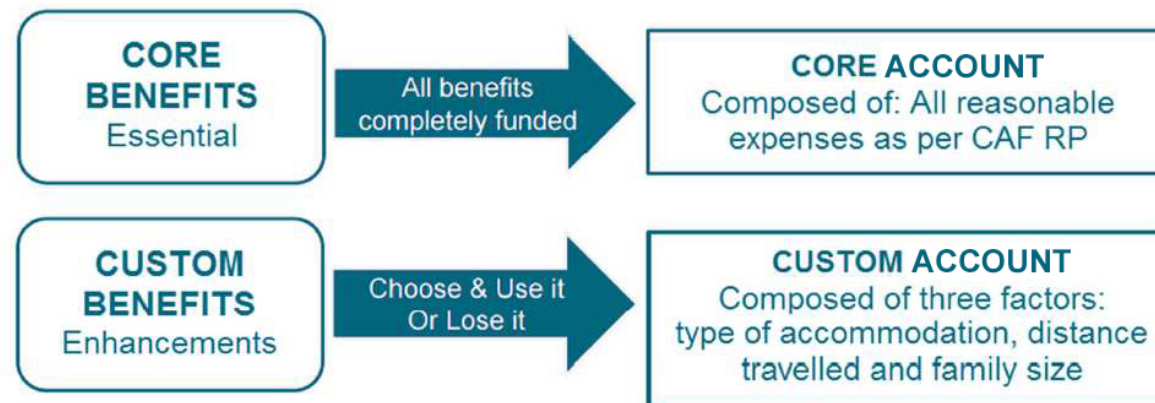 CORE
BENEFITS
Essential
All benefits
completely funded
CORE ACCOUNT
Composed of: All reasonable
expenses as per CAF RP
CUSTOM
BENEFITS
Enhancements
Choose & Use it
Or Lose it
CUSTOM ACCOUNT
Composed of three factors:
type of accommodation, distance
travelled and family size